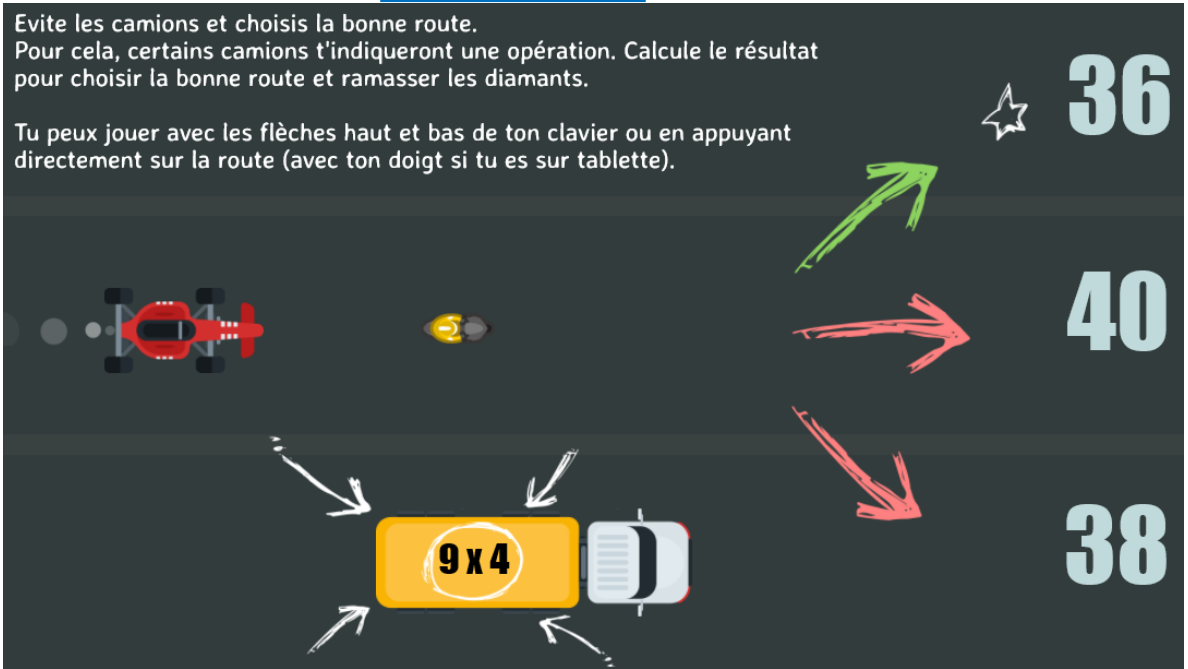 Evite les camions et choisis la bonne route.
Pour cela, certains camions t'indiqueront une opération. Calcule le résultat
pour choisir la bonne route et ramasser les diamants.
Tu peux jouer avec les flèches haut et bas de ton clavier ou en appuyant
directement sur la route (avec ton doigt si tu es sur tablette).
36
40
9 x 4
38